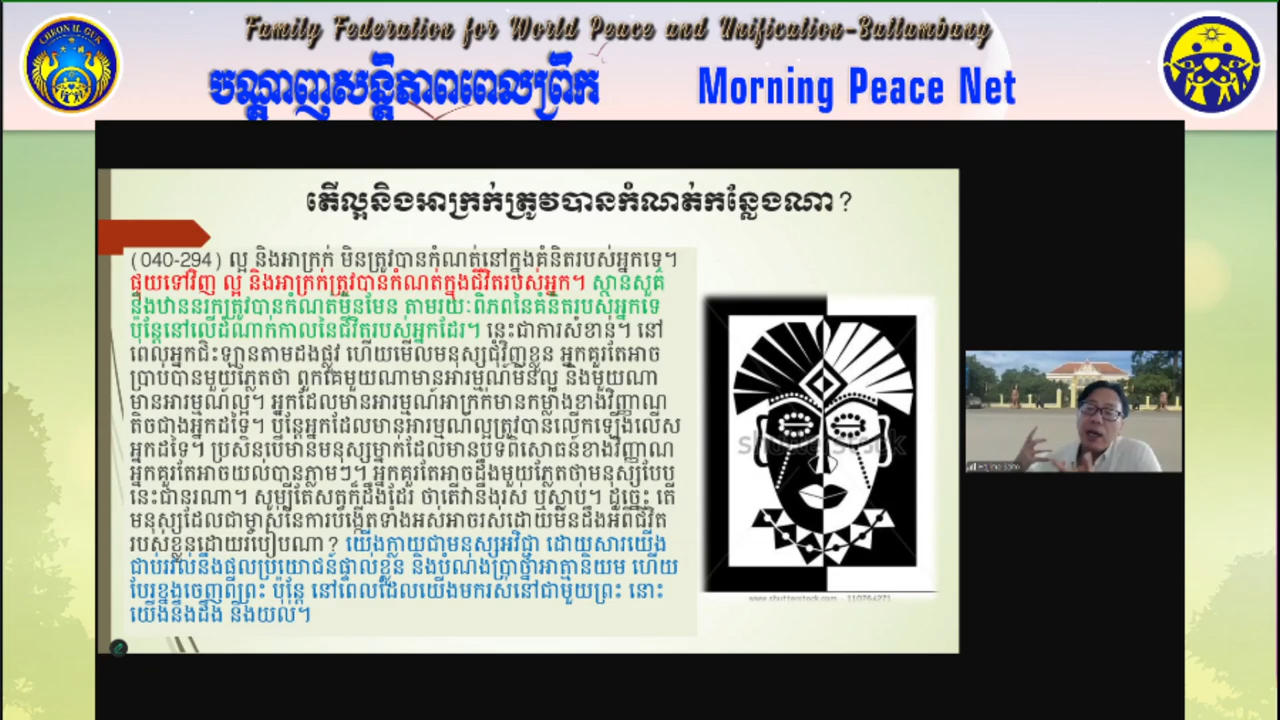 Family Federation for World Peace and Unification-Battambang
CHEON IL GUK
បណ្តាញសន្តិភាពពេលព្រឹក Morning Peace Net
តើល្អនិងអាក្រក់ត្រូវបានកំណត់កន្លែងណា?
(040-294) ល្អ និងអាក្រក់ មិនត្រូវបានកំណត់នៅក្នុងគំនិតរបស់អ្នកទេ។
ផ្ទុយទៅវិញ ល្អ និងអាក្រក់ត្រូវបានកំណត់ក្នុងជីវិតរបស់អ្នក។ ស្ថានសួគ៌
និងឋាននរកត្រូវបានកំណត់មិនមែន តាមរយៈពិភពនៃគំនិតរបស់អ្នកទេ
ប៉ុន្តែនៅលើដំណាក់កាលនៃជីវិតរបស់អ្នកដែរ។ នេះជាការសំខាន់។ នៅ
ពេលអ្នកជិះឡានតាមដងផ្លូវ ហើយមើលមនុស្សជុំវិញខ្លួន អ្នកគួរតែអាច
ប្រាប់បានមួយភ្លែតថា ពួកគេមួយណាមានអារម្មណ៍មិនល្អ និងមួយណា
មានអារម្មណ៍ល្អ។ អ្នកដែលមានអារម្មណ៍អាក្រក់មានកម្លាំងខាងវិញ្ញាណ
តិចជាងអ្នកដទៃ។ ប៉ុន្តែអ្នកដែលមានអារម្មណ៍ល្អត្រូវបានលើកឡើងលើស
អ្នកដទៃ។ ប្រសិនបើមានមនុស្សម្នាក់ដែលមានបទពិសោធន៍ខាងវិញ្ញាណ
អ្នកគួរតែអាចយល់បានភ្លាមៗ។ អ្នកគួរតែអាចដឹងមួយភ្លែតថាមនុស្សបែប
នេះជានរណា។ សូម្បីតែសត្វក៏ដឹងដែរ ថាតើវានឹងរស់ ឬស្លាប់។ ដូច្នេះ តើ
មនុស្សដែលជាម្ចាស់នៃការបង្កើតទាំងអស់អាចរស់ដោយមិនដឹងអំពីជីវិត
របស់ខ្លួនដោយរបៀបណា? យើងក្លាយជាមនុស្សអវិជ្ជា ដោយសារយើង
ជាប់រវល់នឹងផលប្រយោជន៍ផ្ទាល់ខ្លួន និងបំណងប្រាថ្នាអាត្មានិយម ហើយ
បែរខ្នងចេញពីព្រះ ប៉ុន្តែ នៅពេលដែលយើងមករស់នៅជាមួយព្រះ នោះ
យើងនឹងដឹង និងយល់។
shutterstock
www.shutterstock.com · 110764271